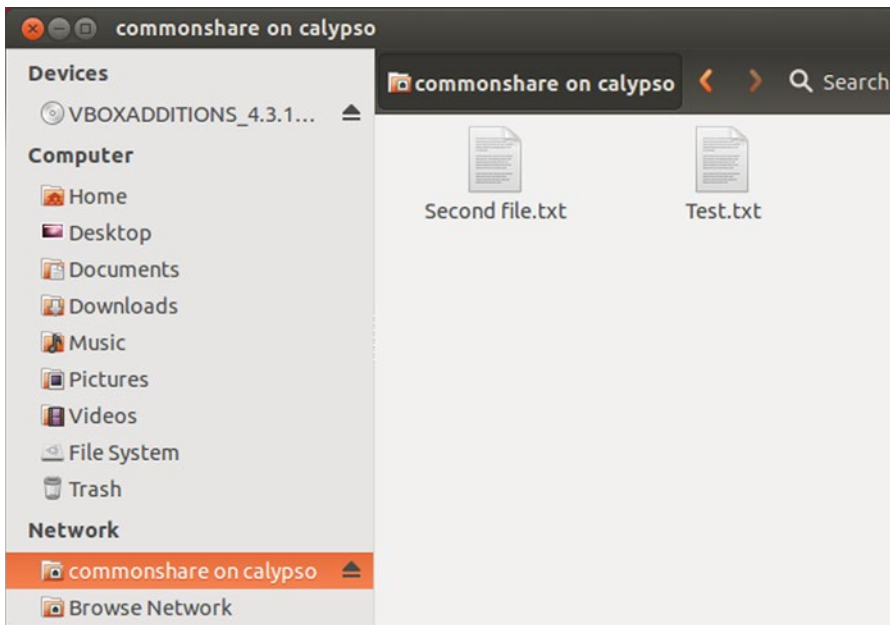 commonshare on calypso
Devices
VBOXADDITIONS_4.3.1...
Computer
Home
Desktop
Documents
Downloads
Music
Pictures
Videos
File System
Trash
Network
commonshare on calypso
Browse Network
commonshare on calypso
Search
Second file.txt
Test.txt